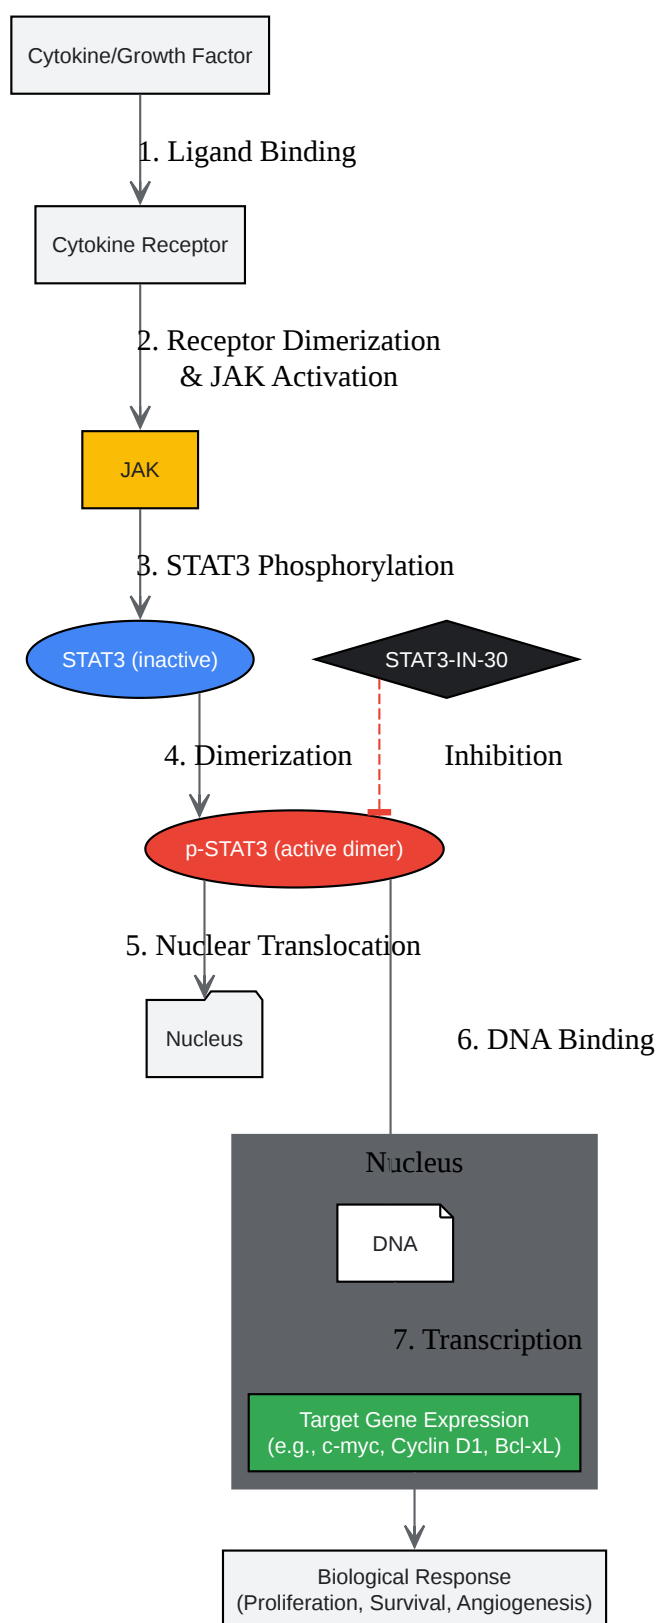 Cytokine/Growth Factor
1. Ligand Binding
Cytokine Receptor
2. Receptor Dimerization
& JAK Activation
JAK
3. STAT3 Phosphorylation
STAT3 (inactive)
STAT3-IN-30
4. Dimerization
Inhibition
p-STAT3 (active dimer)
5. Nuclear Translocation
Nucleus
6. DNA Binding
Nucleus
DNA
7. Transcription
Target Gene Expression
(e.g., c-myc, Cyclin D1, Bcl-xL)
Biological Response
(Proliferation, Survival, Angiogenesis)